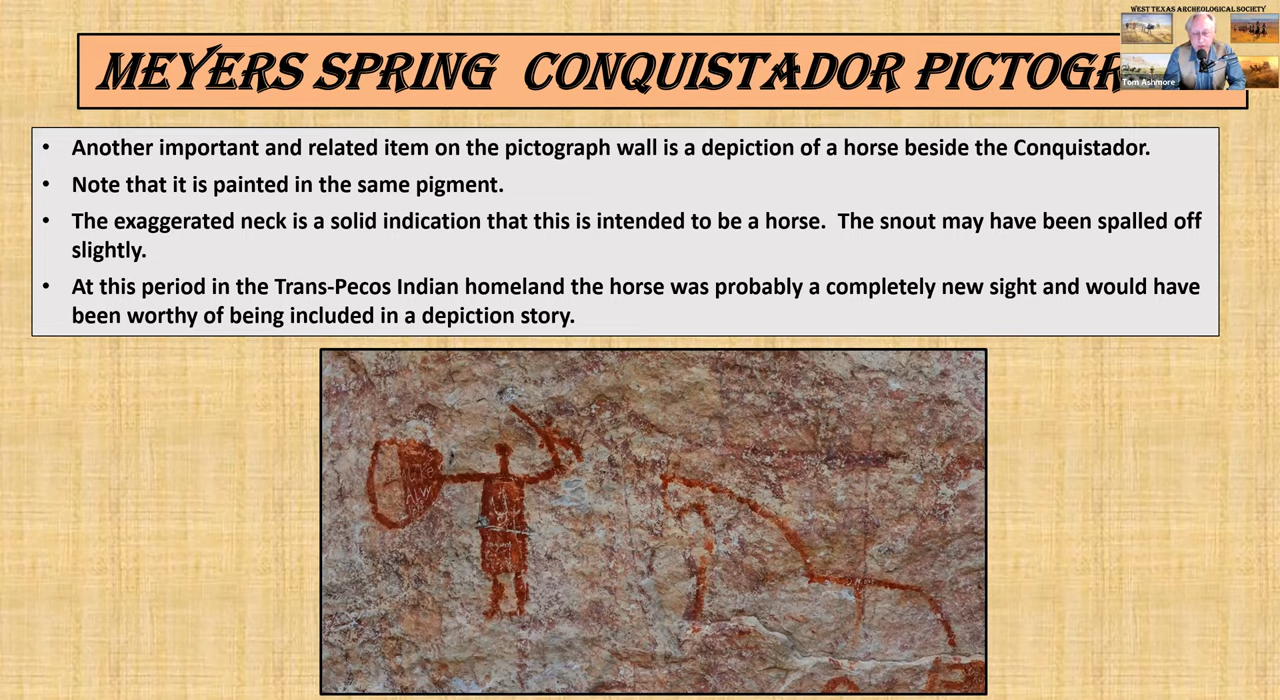 WEST TEXAS ARCHEOLOGICAL SOCIETY
MEYERS SPRING CONQUISTADOR
Tom Ashmore
• Another important and related item on the pictograph wall is a depiction of a horse beside the Conquistador.
• Note that it is painted in the same pigment.
• The exaggerated neck is a solid indication that this is intended to be a horse. The snout may have been spalled off
slightly.
• At this period in the Trans-Pecos Indian homeland the horse was probably a completely new sight and would have
been worthy of being included in a depiction story.